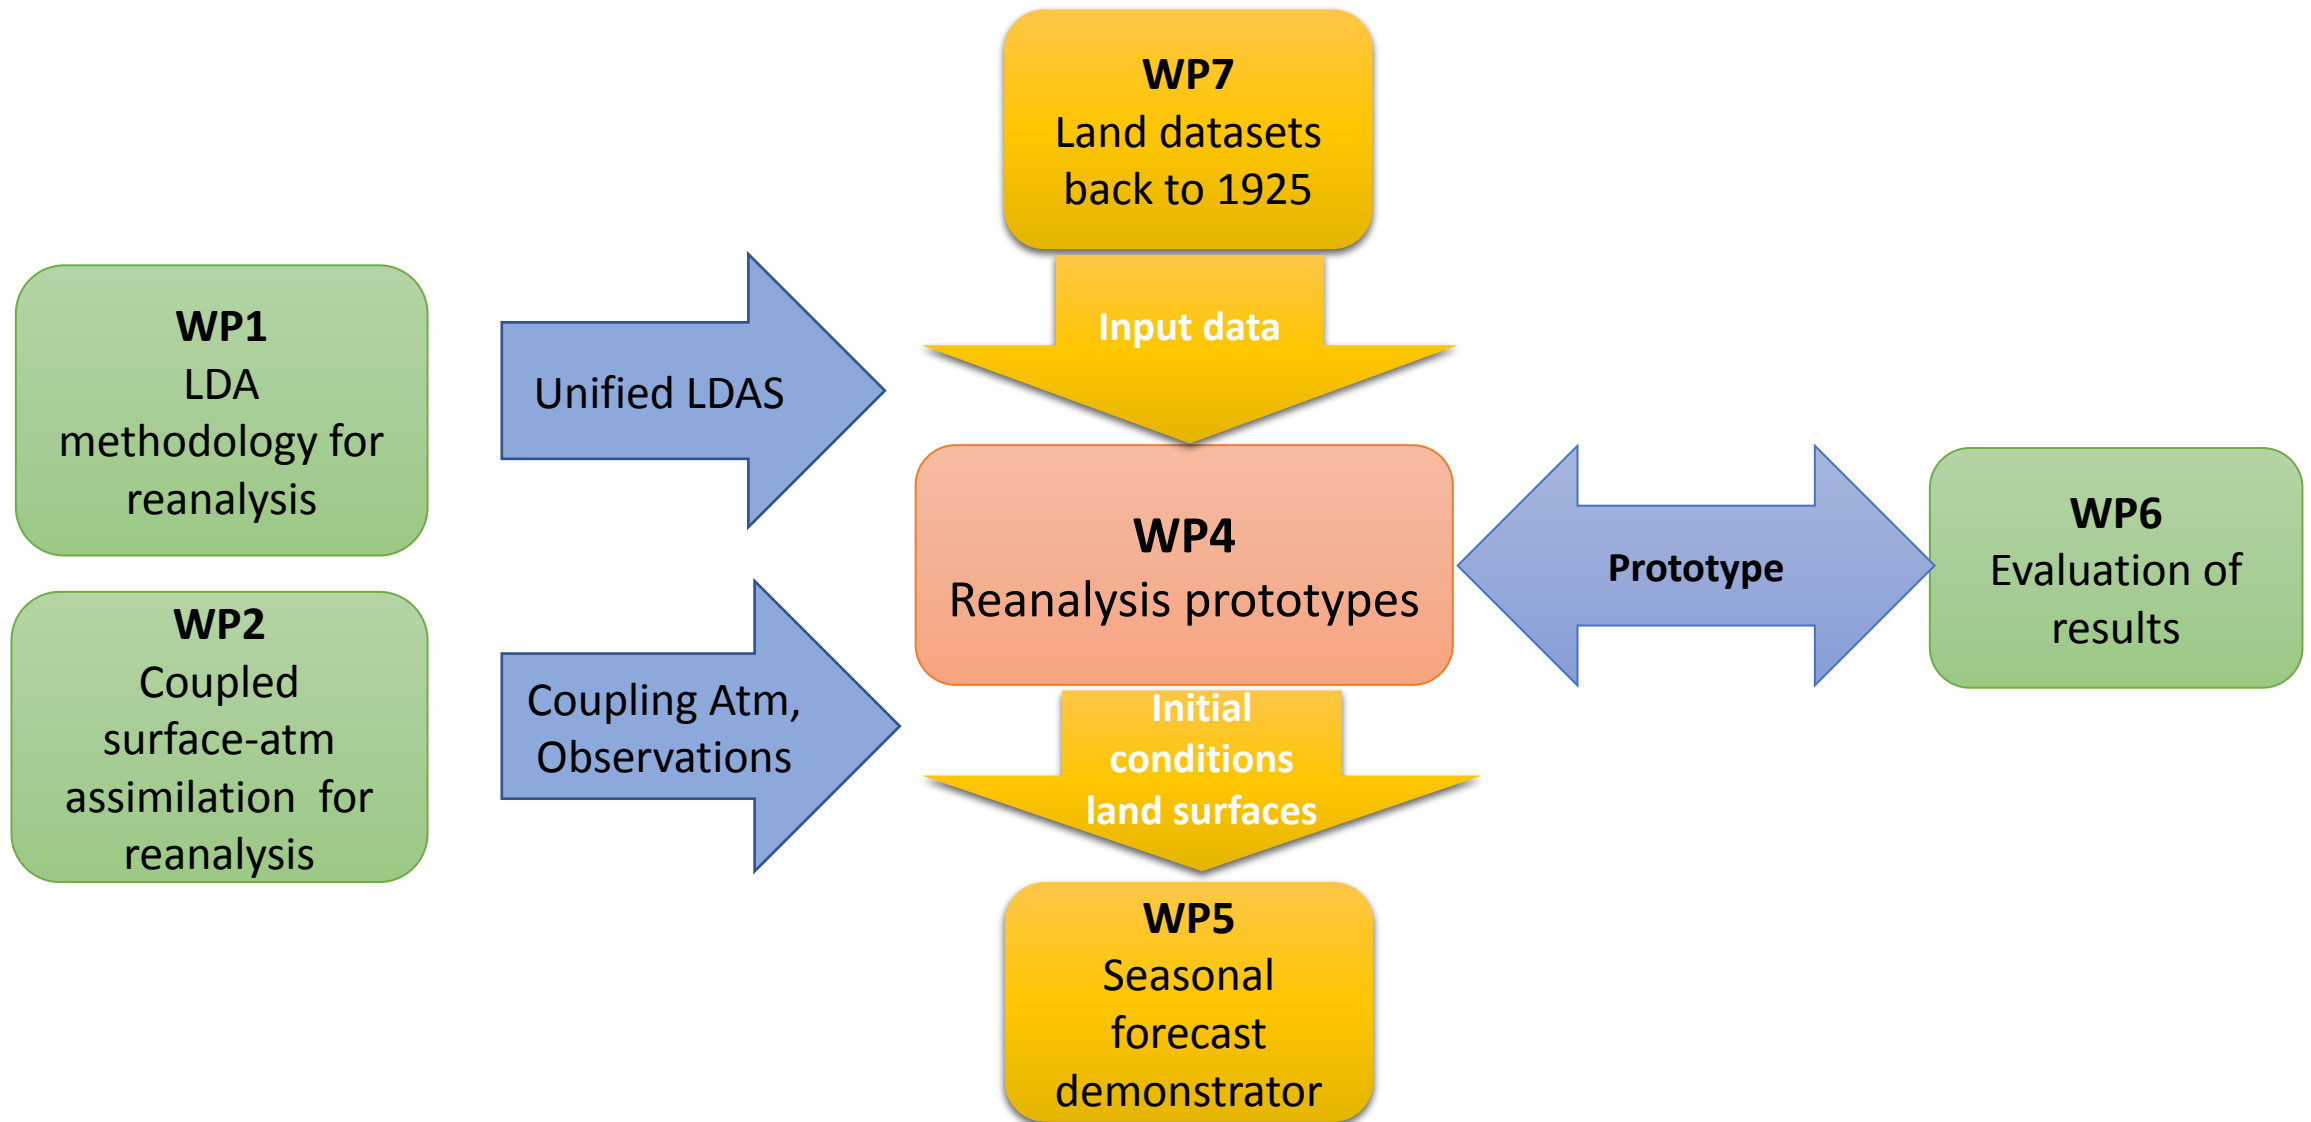 WP7
Land datasets
back to 1925
Input data
WP1
LDA
methodology for
reanalysis
Unified LDAS
WP2
Coupled
surface-atm
assimilation for
reanalysis
Coupling Atm,
Observations
WP4
Reanalysis prototypes
Prototype
WP6
Evaluation of
results
Initial
conditions
land surfaces
WP5
Seasonal
forecast
demonstrator